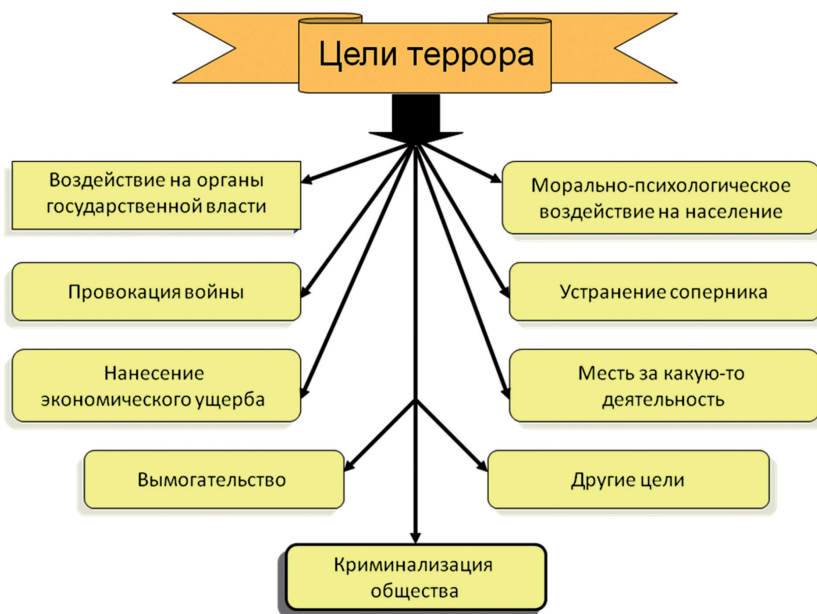 Цели террора
Воздействие на органы
государственной власти
Морально-психологическое
воздействие на население
Провокация войны
Устранение соперника
Нанесение
экономического ущерба
Месть за какую-то
деятельность
Вымогательство
Другие цели
Криминализация
общества